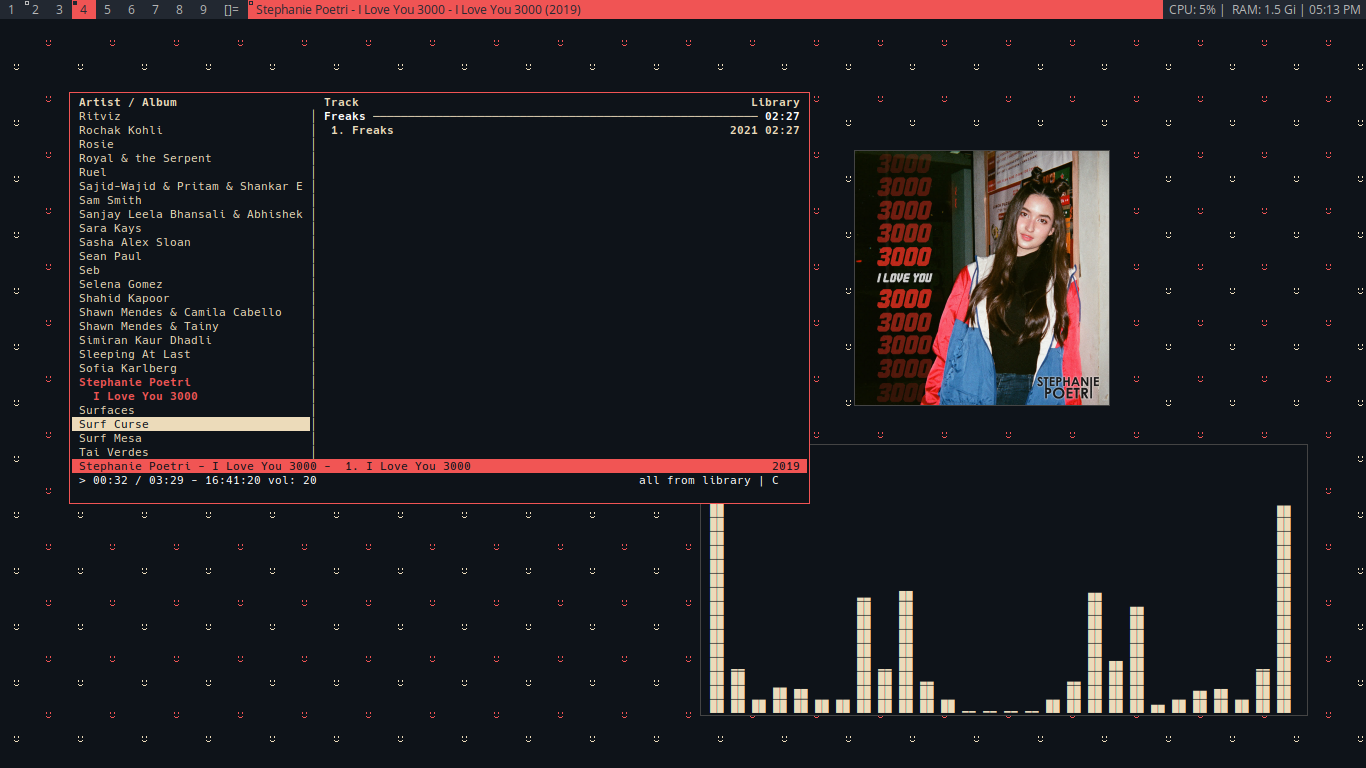 1 2 3 4 5 6 7 8 9 []= Stephanie Poetri - I Love You 3000 - I Love You 3000 (2019) CPU: 5% | RAM: 1.5 Gi | 05:13 PM
Artist / Album Track Library
Ritviz Freaks 02:27
Rochak Kohli 1. Freaks 2021 02:27
Rosie
Royal & the Serpent
Ruel
Sajid-Wajid & Pritam & Shankar E
Sam Smith
Sanjay Leela Bhansali & Abhishek
Sara Kays
Sasha Alex Sloan
Sean Paul
Seb
Selena Gomez
Shahid Kapoor
Shawn Mendes & Camila Cabello
Shawn Mendes & Tainy
Simiran Kaur Dhadli
Sleeping At Last
Sofia Karlberg
Stephanie Poetri
I Love You 3000
Surfaces
Surf Curse
Surf Mesa
Tai Verdes
Stephanie Poetri - I Love You 3000 - 1. I Love You 3000 2019
> 00:32 / 03:29 - 16:41:20 vol: 20 all from library | C
3000
3000
3000
3000
3000
I LOVE YOU
3000
3000
3000
3000
3000
STEPHANIE
POETRI